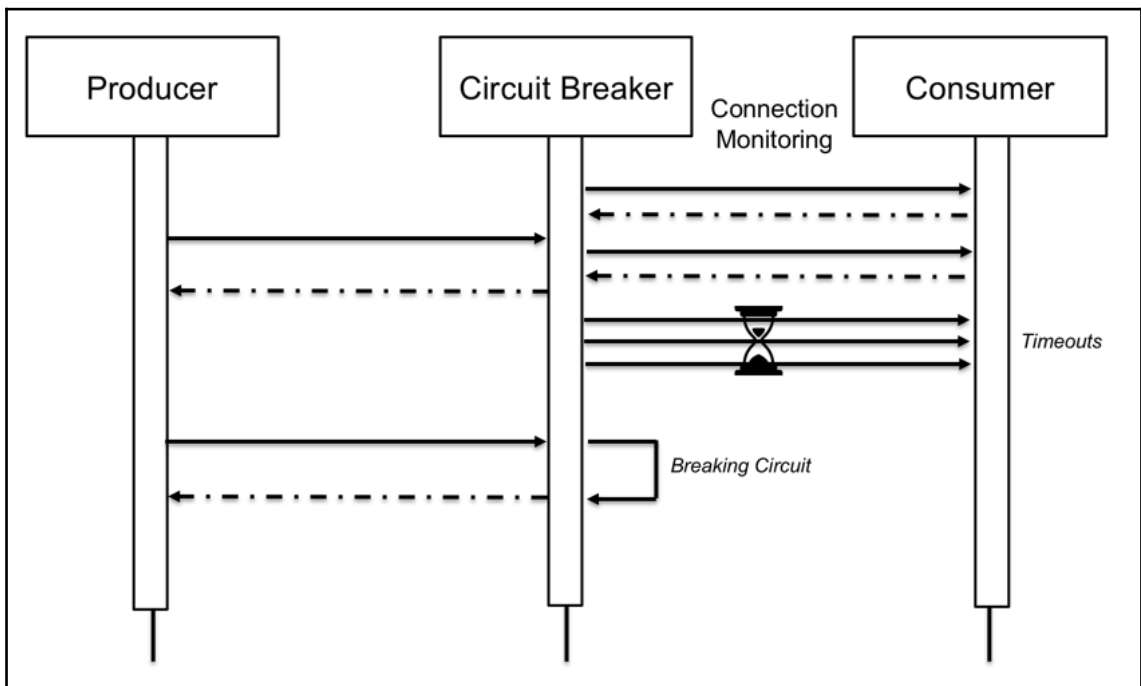 Producer
Circuit Breaker
Consumer
Connection
Monitoring
Timeouts
Breaking Circuit